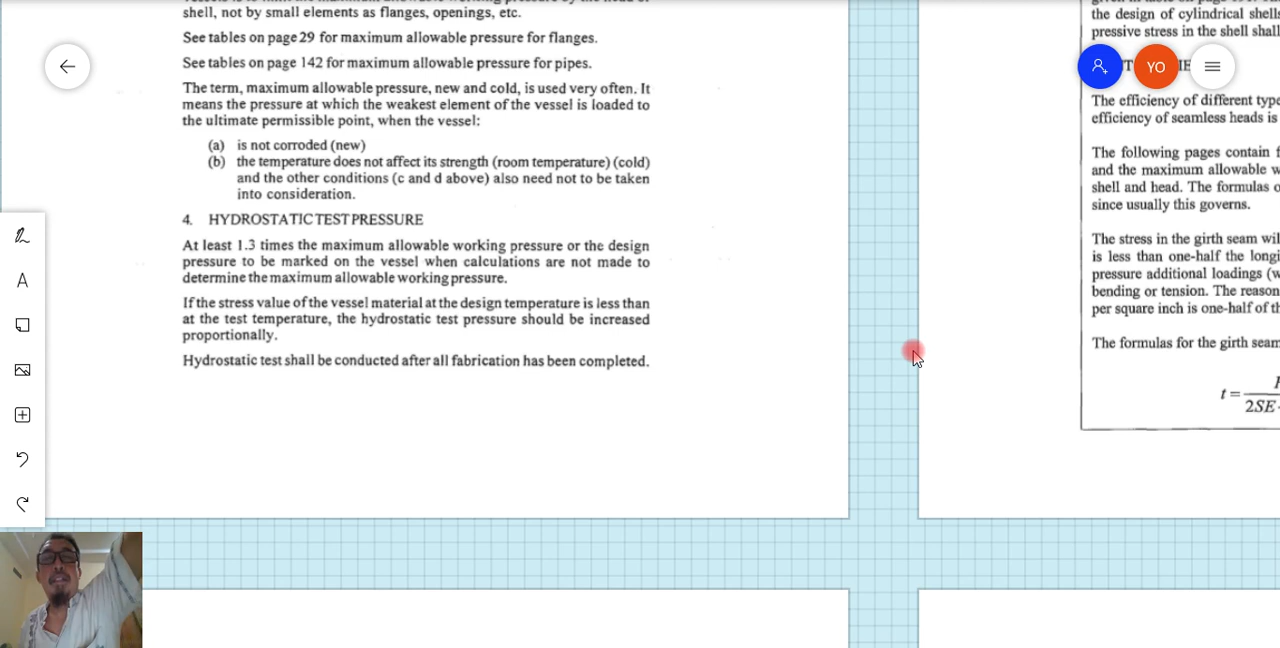 shell, not by small elements as flanges, openings, etc.
See tables on page 29 for maximum allowable pressure for flanges.
See tables on page 142 for maximum allowable pressure for pipes.
The term, maximum allowable pressure, new and cold, is used very often. It
means the pressure at which the weakest element of the vessel is loaded to
the ultimate permissible point, when the vessel:
(a) is not corroded (new)
(b) the temperature does not affect its strength (room temperature) (cold)
and the other conditions (c and d above) also need not to be taken
into consideration.
4. HYDROSTATIC TEST PRESSURE
At least 1.3 times the maximum allowable working pressure or the design
pressure to be marked on the vessel when calculations are not made to
determine the maximum allowable working pressure.
If the stress value of the vessel material at the design temperature is less than
at the test temperature, the hydrostatic test pressure should be increased
proportionally.
Hydrostatic test shall be conducted after all fabrication has been completed.
the design of cylindrical shells
pressive stress in the shell shall
YO
The efficiency of different type
efficiency of seamless heads is
The following pages contain f
and the maximum allowable w
shell and head. The formulas o
since usually this governs.
The stress in the girth seam wil
is less than one-half the longi
pressure additional loadings (w
bending or tension. The reason
per square inch is one-half of th
The formulas for the girth seam
t =
2SE
A